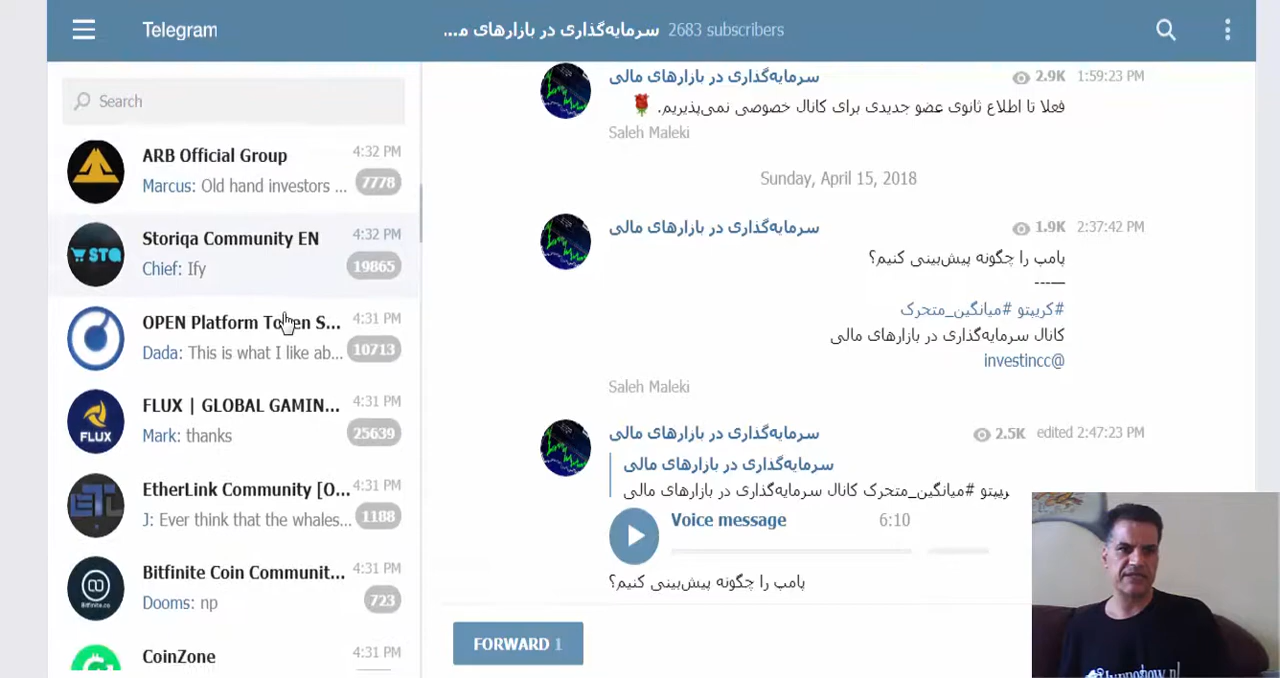 Telegram
سرمایه‌گذاری در بازارهای م...
2683 subscribers
Search
ARB Official Group
4:32 PM
Marcus: Old hand investors ...
7778
Storiqa Community EN
4:32 PM
Chief: Ify
19865
STQ
OPEN Platform Token S...
4:31 PM
Dada: This is what I like ab...
10713
FLUX | GLOBAL GAMIN...
4:31 PM
Mark: thanks
25639
FLUX
EtherLink Community [O...
4:31 PM
J: Ever think that the whales...
1188
Bitfinite Coin Communit...
4:31 PM
Dooms: np
723
CoinZone
4:31 PM
سرمایه‌گذاری در بازارهای مالی
2.9K 1:59:23 PM
فعلا تا اطلاع ثانوی عضو جدیدی برای کانال خصوصی نمی‌پذیریم. 🌹
Saleh Maleki
Sunday, April 15, 2018
سرمایه‌گذاری در بازارهای مالی
1.9K 2:37:42 PM
پامپ را چگونه پیش‌بینی کنیم؟
-----
#کریپتو #میانگین_متحرک
کانال سرمایه‌گذاری در بازارهای مالی
@investincc
Saleh Maleki
سرمایه‌گذاری در بازارهای مالی
2.5K edited 2:47:23 PM
سرمایه‌گذاری در بازارهای مالی
ریپتو #میانگین_متحرک کانال سرمایه‌گذاری در بازارهای مالی
Voice message
6:10
پامپ را چگونه پیش‌بینی کنیم؟
FORWARD 1